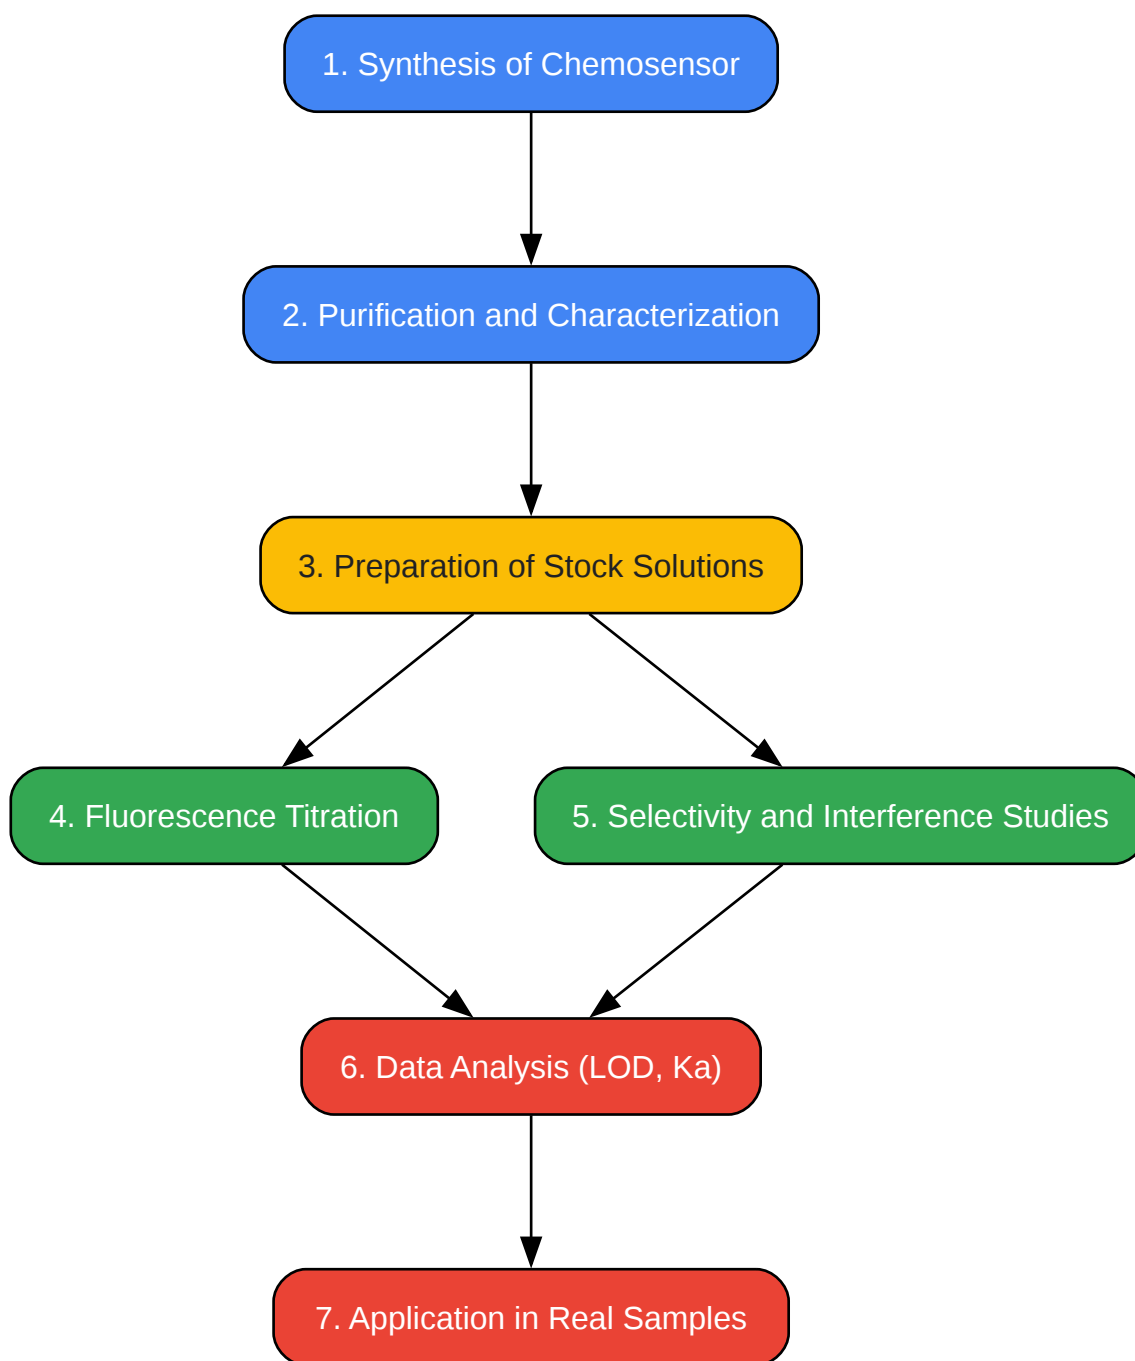 1. Synthesis of Chemosensor
2. Purification and Characterization
3. Preparation of Stock Solutions
4. Fluorescence Titration
5. Selectivity and Interference Studies
6. Data Analysis (LOD, Ka)
7. Application in Real Samples